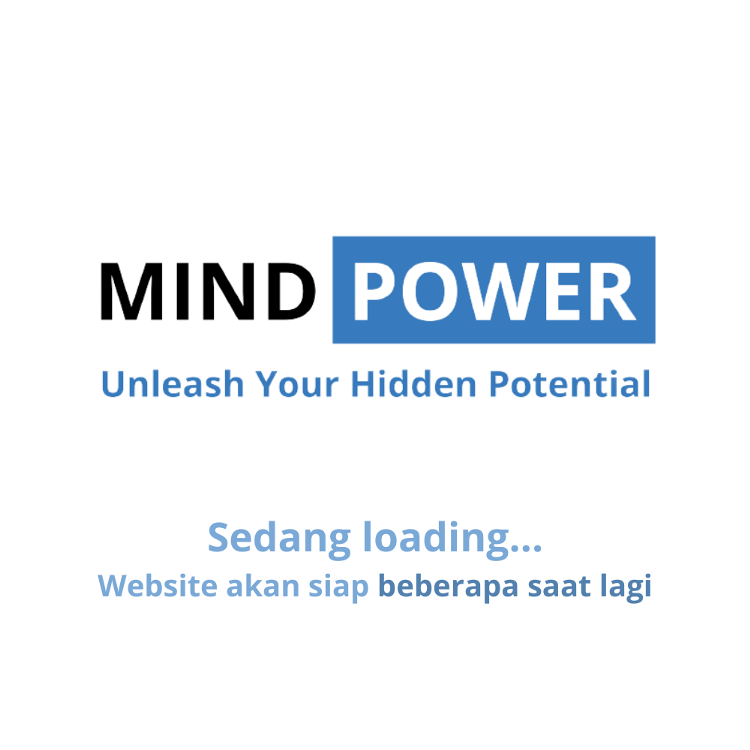 MIND POWER
Unleash Your Hidden Potential
Sedang loading...
Website akan siap beberapa saat lagi